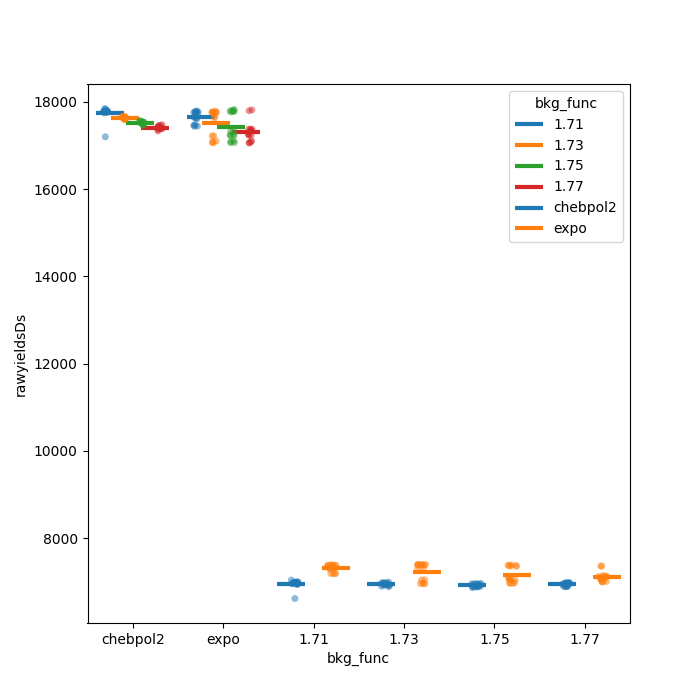 18000
16000
14000
12000
10000
8000
rawyieldsDs
bkg_func
1.71
1.73
1.75
1.77
chebpol2
expo
chebpol2
expo
1.71
1.73
1.75
1.77
bkg_func